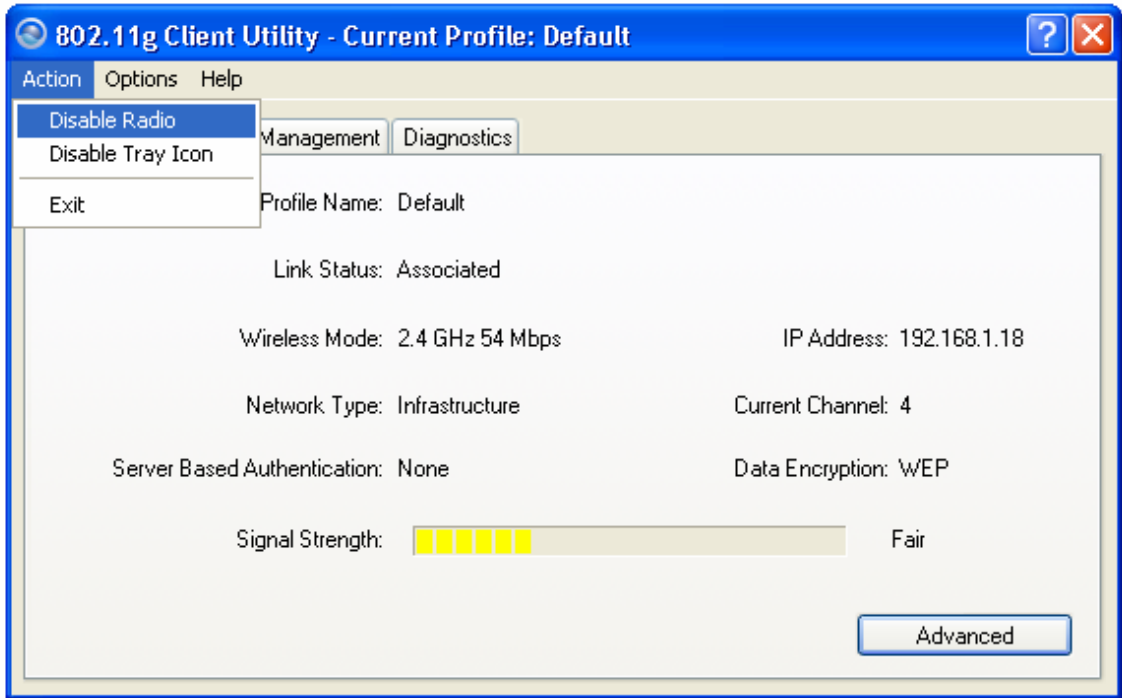 802.11g Client Utility - Current Profile: Default
Action Options Help
Disable Radio
Disable Tray Icon
Exit
Management Diagnostics
Profile Name: Default
Link Status: Associated
Wireless Mode: 2.4 GHz 54 Mbps IP Address: 192.168.1.18
Network Type: Infrastructure Current Channel: 4
Server Based Authentication: None Data Encryption: WEP
Signal Strength: Fair
Advanced